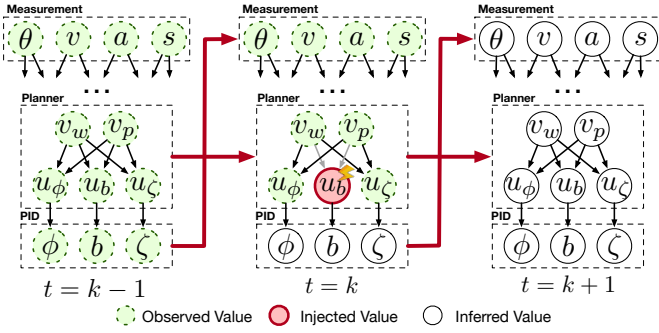 Measurement Measurement Measurement
θ v a s θ v a s θ v a s
... ... ...
Planner Planner Planner
v_w v_p v_w v_p v_w v_p
u_ϕ u_b u_ζ u_ϕ u_b u_ζ u_ϕ u_b u_ζ
PID PID PID
ϕ b ζ ϕ b ζ ϕ b ζ
t = k − 1 t = k t = k + 1
Observed Value Injected Value Inferred Value